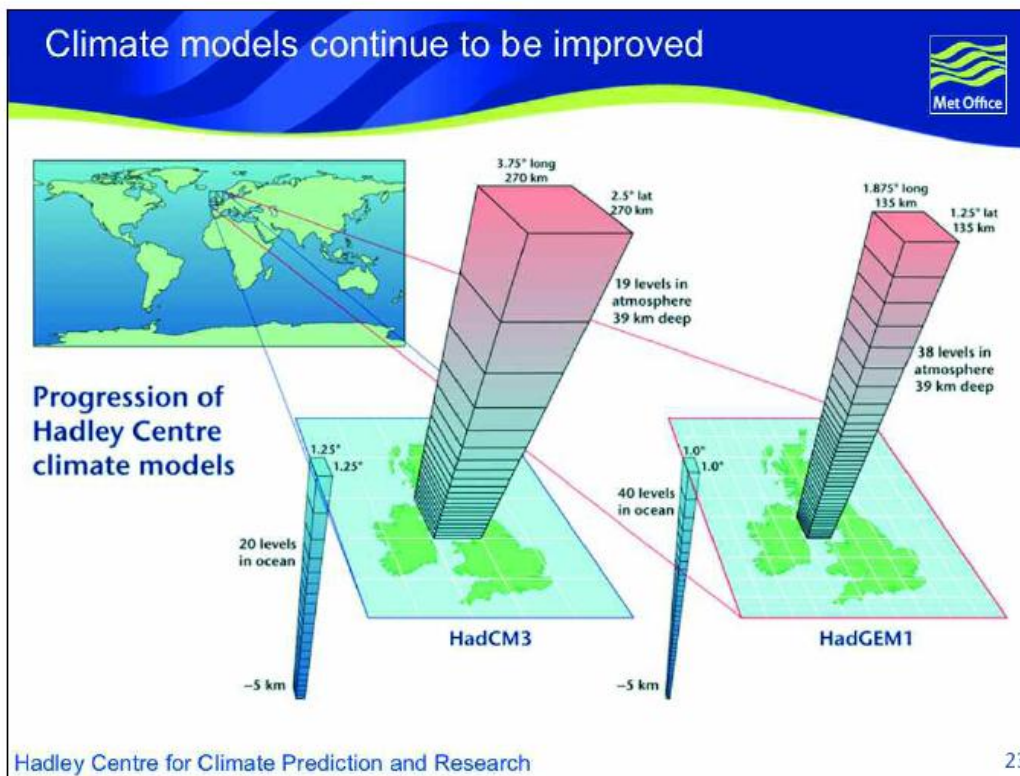 Climate models continue to be improved
Met Office
3.75° long
270 km
2.5° lat
270 km
19 levels in
atmosphere
39 km deep
1.875° long
135 km
1.25° lat
135 km
38 levels in
atmosphere
39 km deep
Progression of
Hadley Centre
climate models
1.25°
1.25°
20 levels
in ocean
–5 km
HadCM3
1.0°
1.0°
40 levels
in ocean
–5 km
HadGEM1
Hadley Centre for Climate Prediction and Research